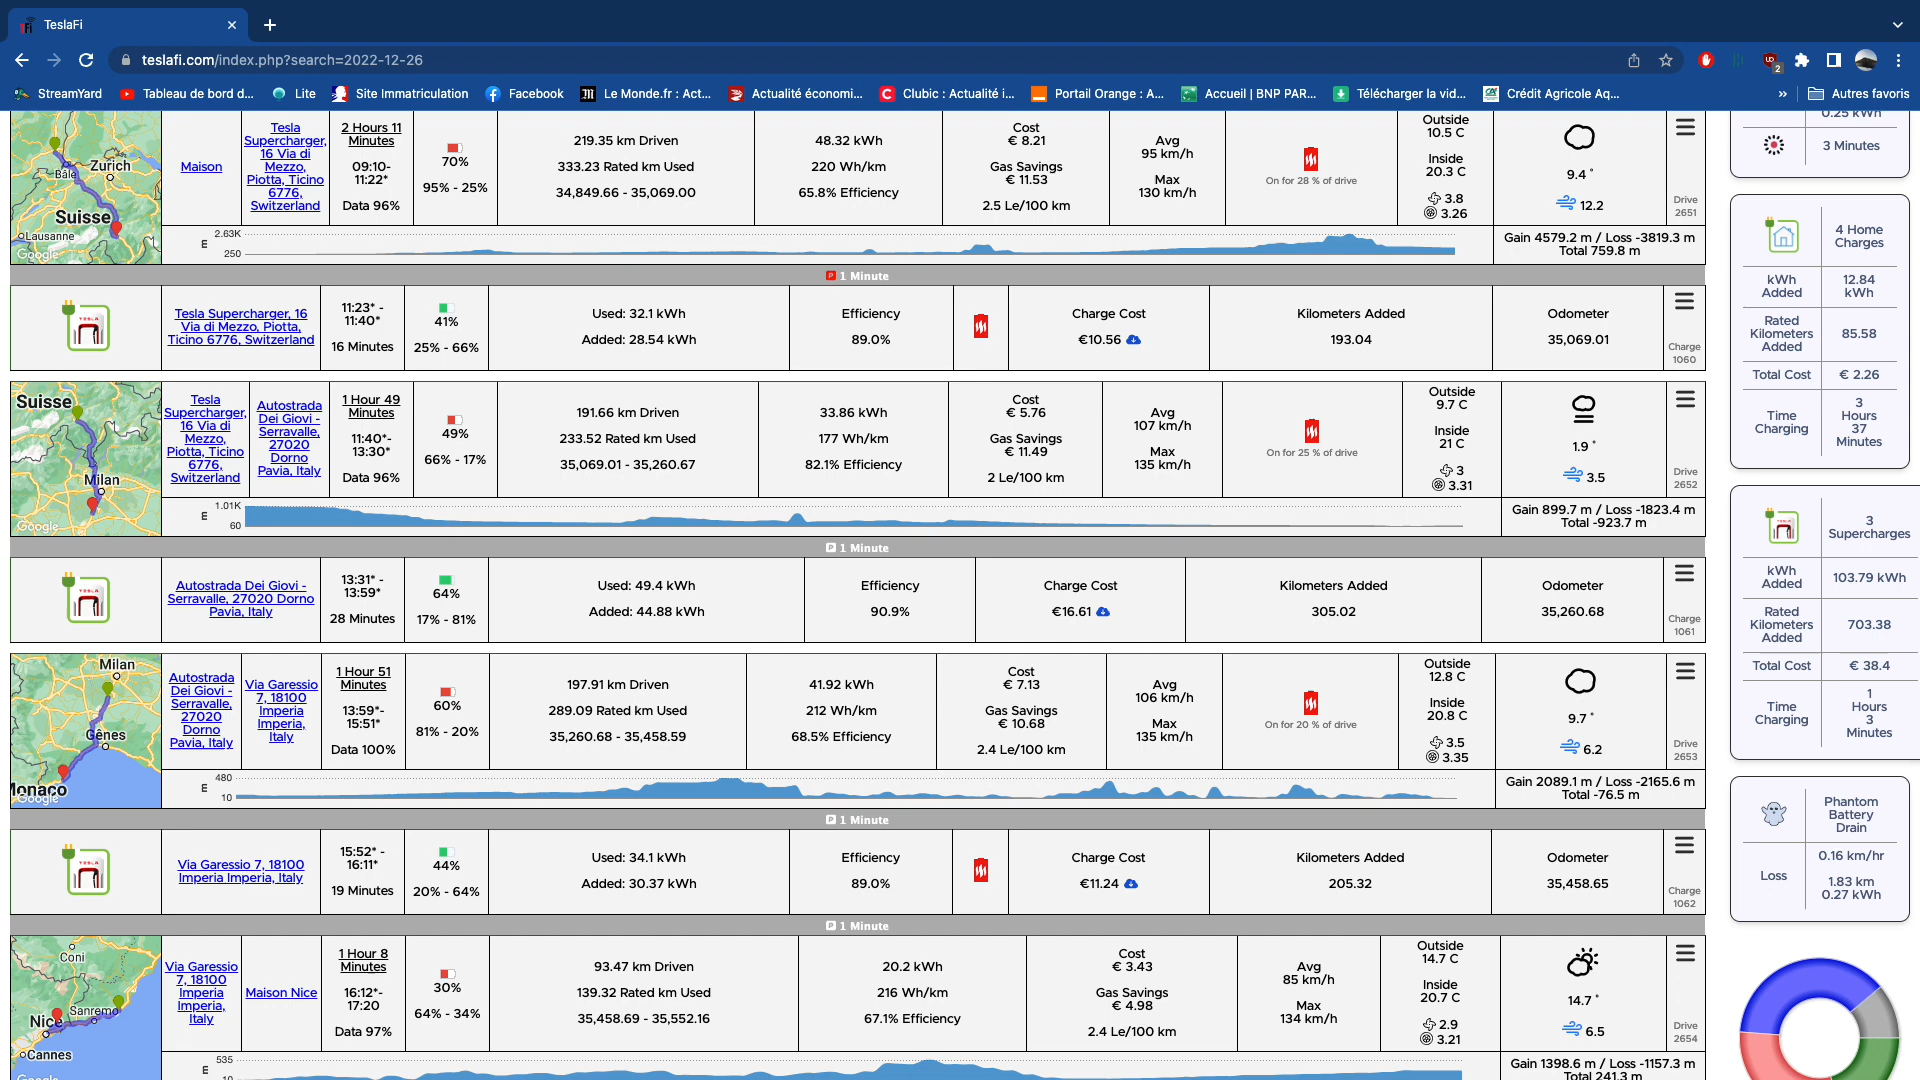 TeslaFi
teslafi.com/index.php?search=2022-12-26
2
StreamYard
Tableau de bord d...
Lite
Site Immatriculation
Facebook
Le Monde.fr : Act...
Actualité économi...
Clubic : Actualité i...
Portail Orange : A...
Accueil | BNP PAR...
Télécharger la vid...
Crédit Agricole Aq...
»
Autres favoris
Zurich
Bâle
Suisse
Lausanne
Google
Maison
Tesla
Supercharger,
16 Via di
Mezzo,
Piotta, Ticino
6776,
Switzerland
2 Hours 11
Minutes
09:10-
11:22*
Data 96%
70%
95% - 25%
219.35 km Driven
333.23 Rated km Used
34,849.66 - 35,069.00
48.32 kWh
220 Wh/km
65.8% Efficiency
Cost
€ 8.21
Gas Savings
€ 11.53
2.5 Le/100 km
Avg
95 km/h
Max
130 km/h
On for 28 % of drive
Outside
10.5 C
Inside
20.3 C
3.8
3.26
9.4 °
12.2
Drive
2651
m
2.63K
250
Gain 4579.2 m / Loss -3819.3 m
Total 759.8 m
P 1 Minute
TESLA
Tesla Supercharger, 16
Via di Mezzo, Piotta,
Ticino 6776, Switzerland
11:23* -
11:40*
16 Minutes
41%
25% - 66%
Used: 32.1 kWh
Added: 28.54 kWh
Efficiency
89.0%
Charge Cost
€10.56
Kilometers Added
193.04
Odometer
35,069.01
Charge
1060
Suisse
Milan
Google
Tesla
Supercharger,
16 Via di
Mezzo,
Piotta, Ticino
6776,
Switzerland
Autostrada
Dei Giovi -
Serravalle,
27020
Dorno
Pavia, Italy
1 Hour 49
Minutes
11:40*-
13:30*
Data 96%
49%
66% - 17%
191.66 km Driven
233.52 Rated km Used
35,069.01 - 35,260.67
33.86 kWh
177 Wh/km
82.1% Efficiency
Cost
€ 5.76
Gas Savings
€ 11.49
2 Le/100 km
Avg
107 km/h
Max
135 km/h
On for 25 % of drive
Outside
9.7 C
Inside
21 C
3
3.31
1.9 °
3.5
Drive
2652
m
1.01K
60
Gain 899.7 m / Loss -1823.4 m
Total -923.7 m
P 1 Minute
TESLA
Autostrada Dei Giovi -
Serravalle, 27020 Dorno
Pavia, Italy
13:31* -
13:59*
28 Minutes
64%
17% - 81%
Used: 49.4 kWh
Added: 44.88 kWh
Efficiency
90.9%
Charge Cost
€16.61
Kilometers Added
305.02
Odometer
35,260.68
Charge
1061
Milan
Gênes
Monaco
Google
Autostrada
Dei Giovi -
Serravalle,
27020
Dorno
Pavia, Italy
Via Garessio
7, 18100
Imperia
Imperia,
Italy
1 Hour 51
Minutes
13:59*-
15:51*
Data 100%
60%
81% - 20%
197.91 km Driven
289.09 Rated km Used
35,260.68 - 35,458.59
41.92 kWh
212 Wh/km
68.5% Efficiency
Cost
€ 7.13
Gas Savings
€ 10.68
2.4 Le/100 km
Avg
106 km/h
Max
135 km/h
On for 20 % of drive
Outside
12.8 C
Inside
20.8 C
3.5
3.35
9.7 °
6.2
Drive
2653
m
480
10
Gain 2089.1 m / Loss -2165.6 m
Total -76.5 m
P 1 Minute
TESLA
Via Garessio 7, 18100
Imperia Imperia, Italy
15:52* -
16:11*
19 Minutes
44%
20% - 64%
Used: 34.1 kWh
Added: 30.37 kWh
Efficiency
89.0%
Charge Cost
€11.24
Kilometers Added
205.32
Odometer
35,458.65
Charge
1062
P 1 Minute
Coni
Sanremo
Nice
Cannes
Google
Via Garessio
7, 18100
Imperia
Imperia,
Italy
Maison Nice
1 Hour 8
Minutes
16:12*-
17:20
Data 97%
30%
64% - 34%
93.47 km Driven
139.32 Rated km Used
35,458.69 - 35,552.16
20.2 kWh
216 Wh/km
67.1% Efficiency
Cost
€ 3.43
Gas Savings
€ 4.98
2.4 Le/100 km
Avg
85 km/h
Max
134 km/h
Outside
14.7 C
Inside
20.7 C
2.9
3.21
14.7 °
6.5
Drive
2654
m
535
10
Gain 1398.6 m / Loss -1157.3 m
Total 241.3 m
0.25 kWh
3 Minutes
4 Home
Charges
kWh
Added
12.84
kWh
Rated
Kilometers
Added
85.58
Total Cost
€ 2.26
Time
Charging
3
Hours
37
Minutes
3
Supercharges
kWh
Added
103.79 kWh
Rated
Kilometers
Added
703.38
Total Cost
€ 38.4
Time
Charging
1
Hours
3
Minutes
Phantom
Battery
Drain
Loss
0.16 km/hr
1.83 km
0.27 kWh